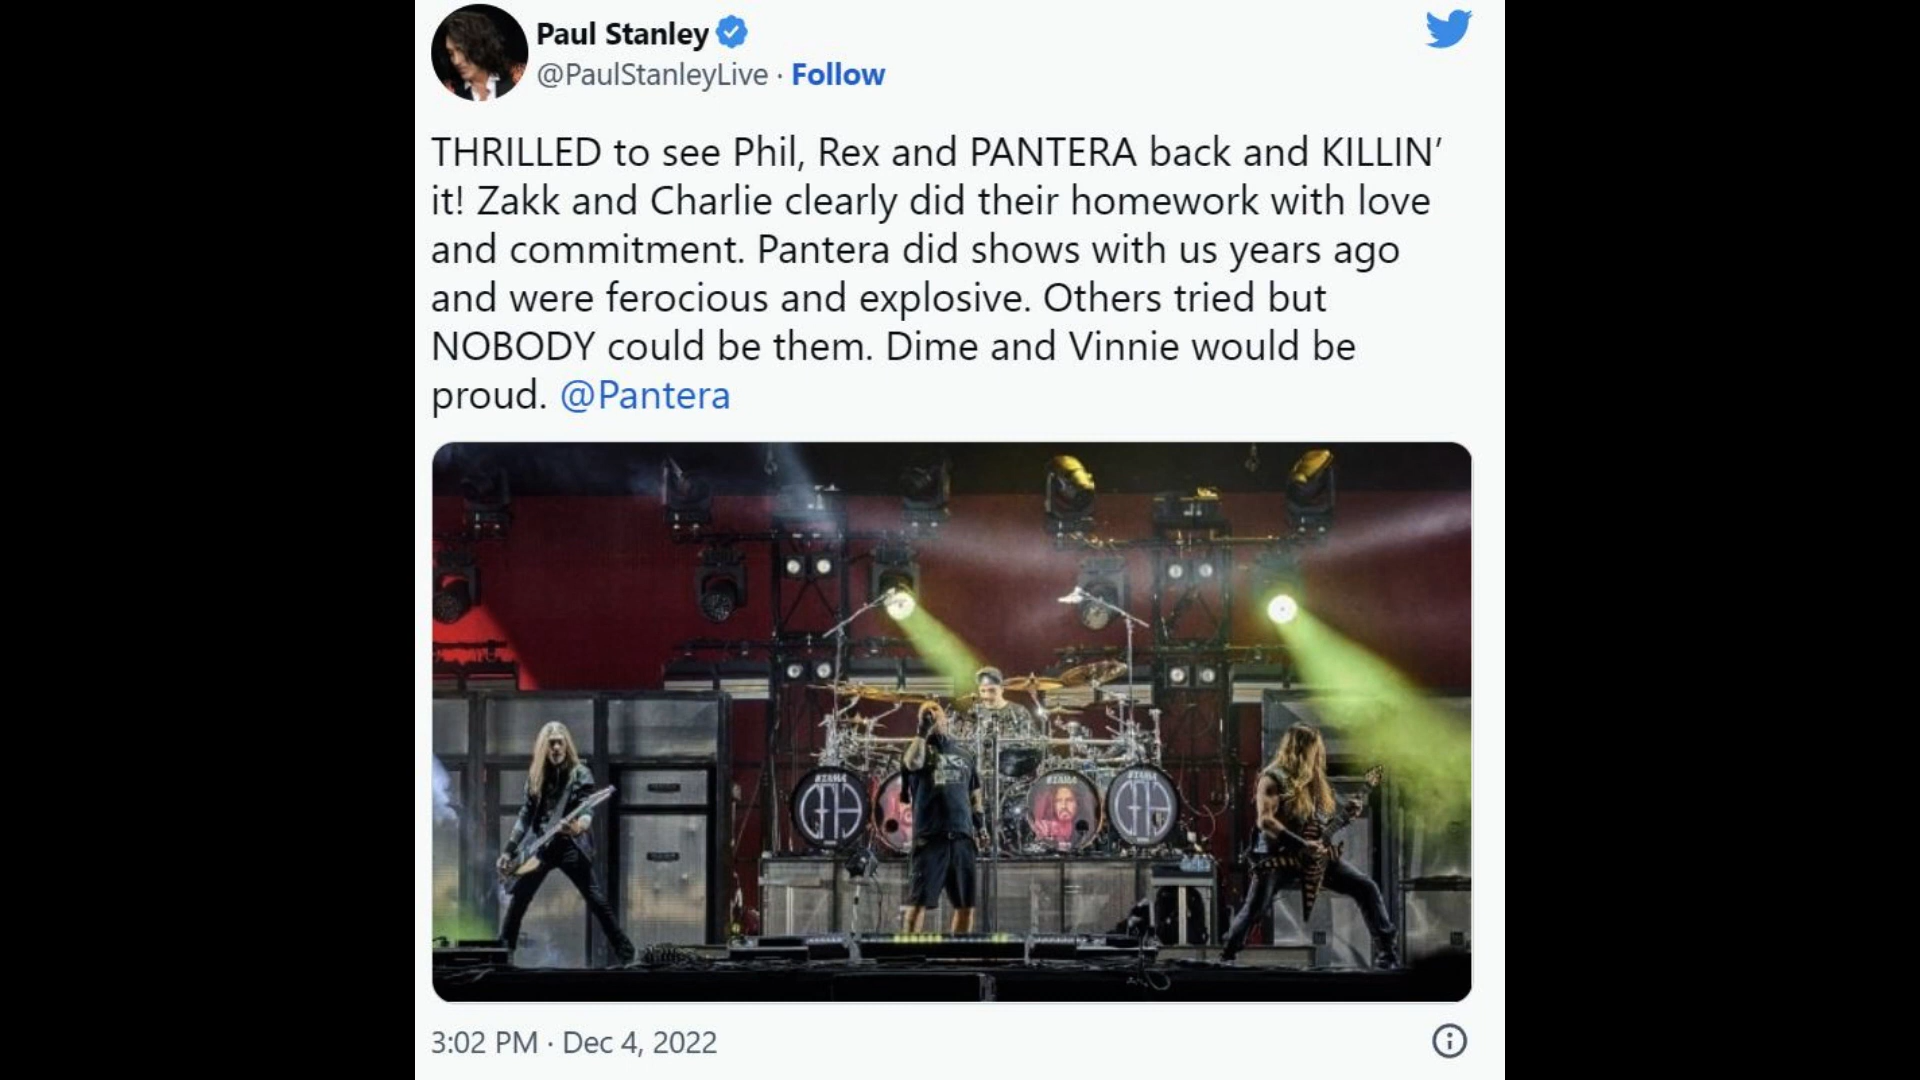 Paul Stanley
@PaulStanleyLive · Follow
THRILLED to see Phil, Rex and PANTERA back and KILLIN’
it! Zakk and Charlie clearly did their homework with love
and commitment. Pantera did shows with us years ago
and were ferocious and explosive. Others tried but
NOBODY could be them. Dime and Vinnie would be
proud. @Pantera
TAMA
TAMA
TAMA
3:02 PM · Dec 4, 2022